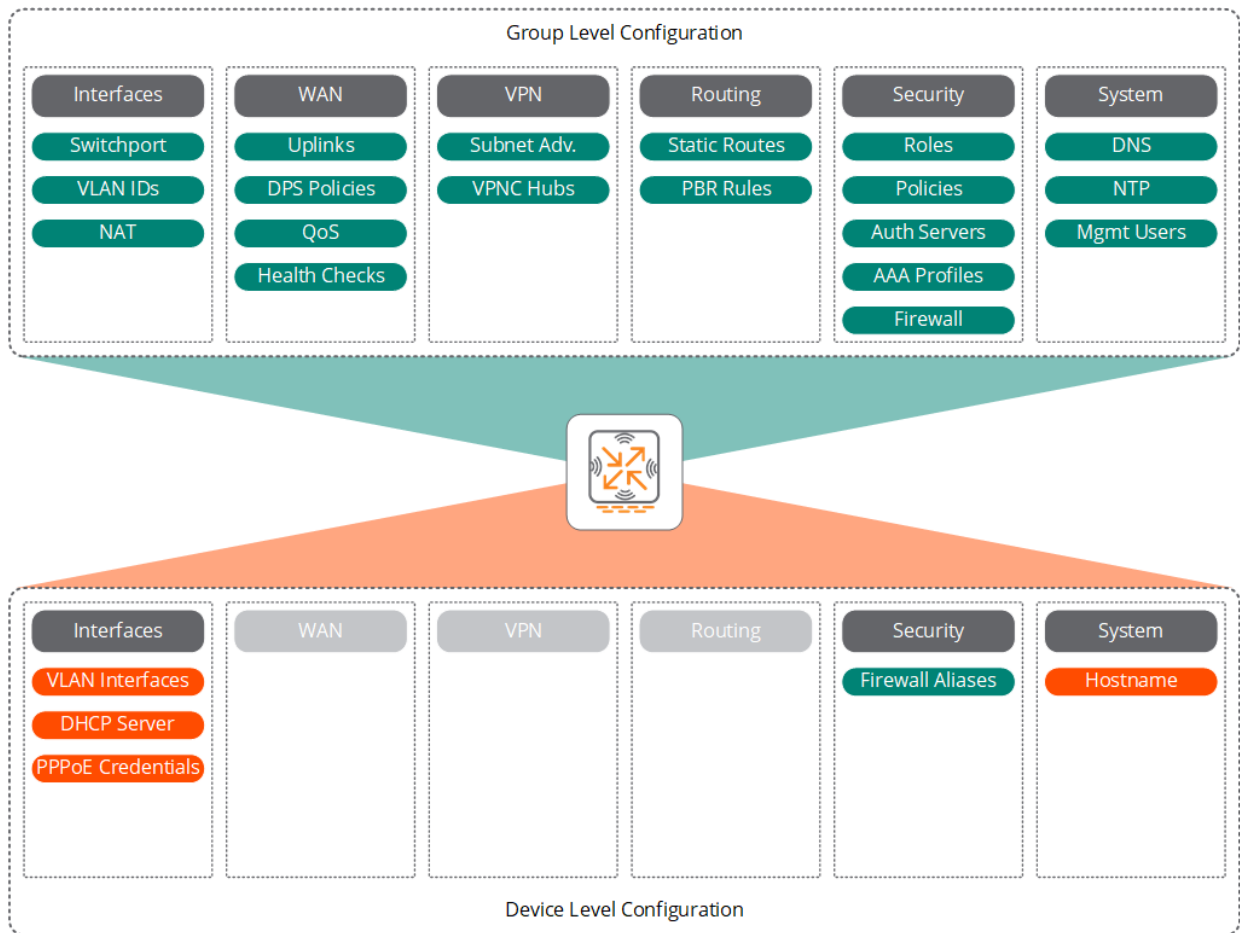 Group Level Configuration
Interfaces
Switchport
VLAN IDs
NAT
WAN
Uplinks
DPS Policies
QoS
Health Checks
VPN
Subnet Adv.
VPNC Hubs
Routing
Static Routes
PBR Rules
Security
Roles
Policies
Auth Servers
AAA Profiles
Firewall
System
DNS
NTP
Mgmt Users
Interfaces
VLAN Interfaces
DHCP Server
PPPoE Credentials
WAN
VPN
Routing
Security
Firewall Aliases
System
Hostname
Device Level Configuration